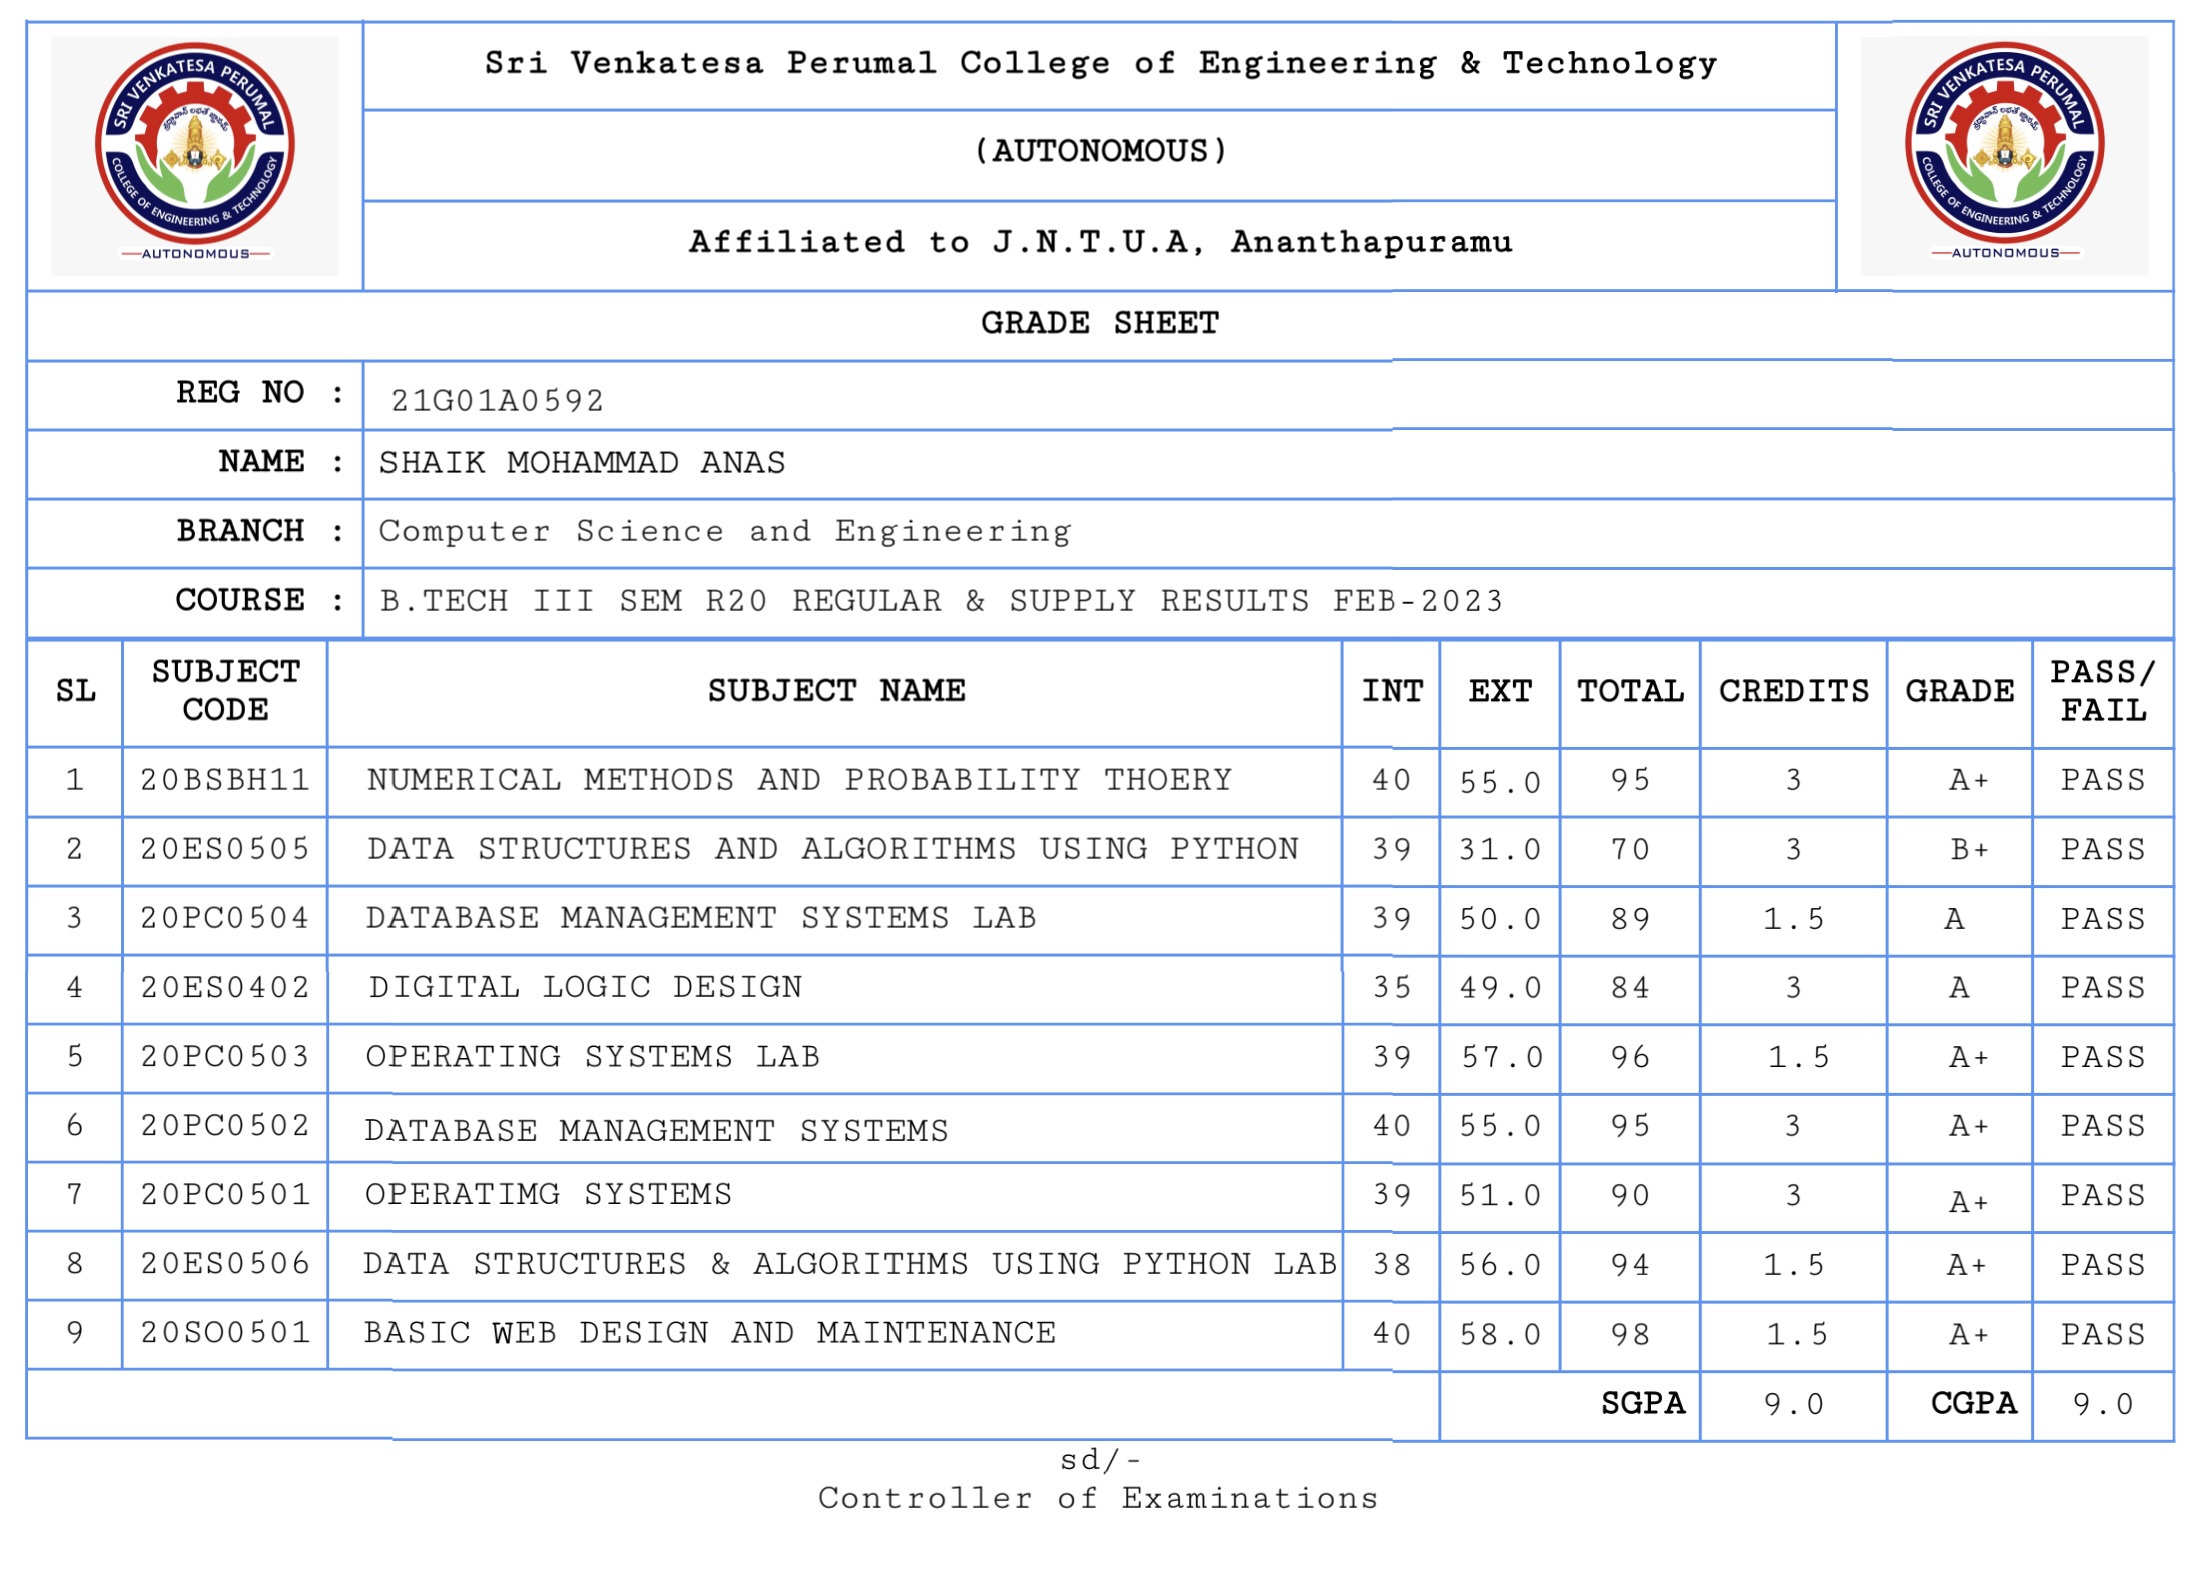 SRI VENKATESA PERUMAL
COLLEGE OF ENGINEERING & TECHNOLOGY
AUTONOMOUS
Sri Venkatesa Perumal College of Engineering & Technology
(AUTONOMOUS)
Affiliated to J.N.T.U.A, Ananthapuramu
SRI VENKATESA PERUMAL
COLLEGE OF ENGINEERING & TECHNOLOGY
AUTONOMOUS
GRADE SHEET
REG NO : 21G01A0592
NAME : SHAIK MOHAMMAD ANAS
BRANCH : Computer Science and Engineering
COURSE : B.TECH III SEM R20 REGULAR & SUPPLY RESULTS FEB-2023
SL SUBJECT CODE SUBJECT NAME INT EXT TOTAL CREDITS GRADE PASS/FAIL
1 20BSBH11 NUMERICAL METHODS AND PROBABILITY THOERY 40 55.0 95 3 A+ PASS
2 20ES0505 DATA STRUCTURES AND ALGORITHMS USING PYTHON 39 31.0 70 3 B+ PASS
3 20PC0504 DATABASE MANAGEMENT SYSTEMS LAB 39 50.0 89 1.5 A PASS
4 20ES0402 DIGITAL LOGIC DESIGN 35 49.0 84 3 A PASS
5 20PC0503 OPERATING SYSTEMS LAB 39 57.0 96 1.5 A+ PASS
6 20PC0502 DATABASE MANAGEMENT SYSTEMS 40 55.0 95 3 A+ PASS
7 20PC0501 OPERATIMG SYSTEMS 39 51.0 90 3 A+ PASS
8 20ES0506 DATA STRUCTURES & ALGORITHMS USING PYTHON LAB 38 56.0 94 1.5 A+ PASS
9 20SO0501 BASIC WEB DESIGN AND MAINTENANCE 40 58.0 98 1.5 A+ PASS
SGPA 9.0 CGPA 9.0
sd/-
Controller of Examinations